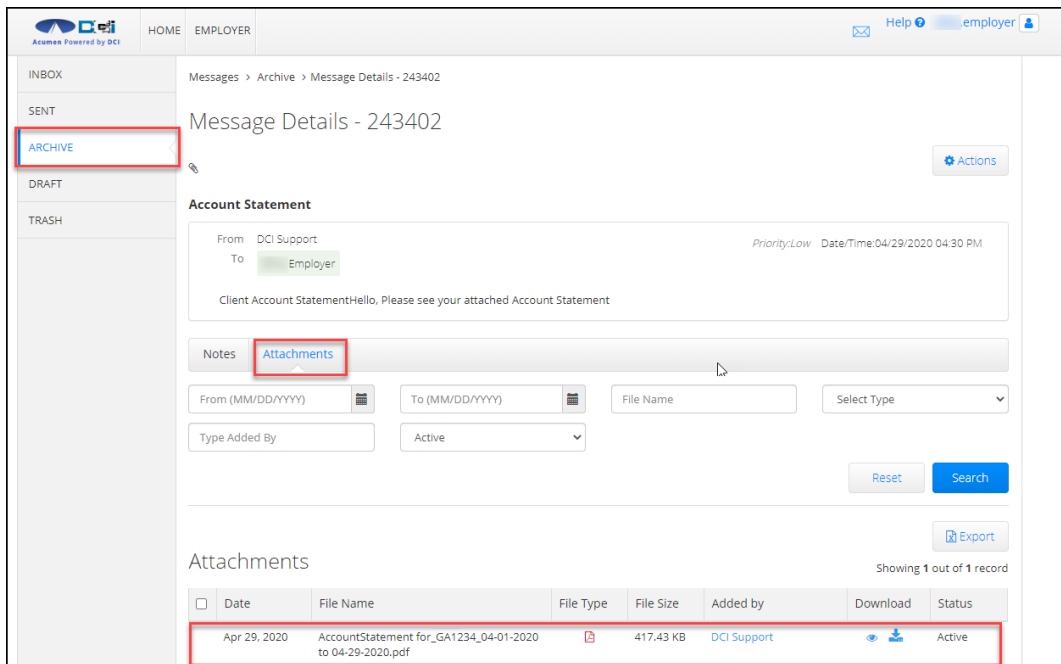 DCI
Acumen Powered by DCI
HOME EMPLOYER
Help .employer
INBOX
SENT
ARCHIVE
DRAFT
TRASH
Messages > Archive > Message Details - 243402
Message Details - 243402
Actions
Account Statement
From DCI Support
Priority:Low Date/Time:04/29/2020 04:30 PM
To Employer
Client Account StatementHello, Please see your attached Account Statement
Notes Attachments
From (MM/DD/YYYY) To (MM/DD/YYYY) File Name Select Type
Type Added By Active
Reset Search
Export
Attachments
Showing 1 out of 1 record
Date File Name File Type File Size Added by Download Status
Apr 29, 2020 AccountStatement for_GA1234_04-01-2020 417.43 KB DCI Support Active
to 04-29-2020.pdf